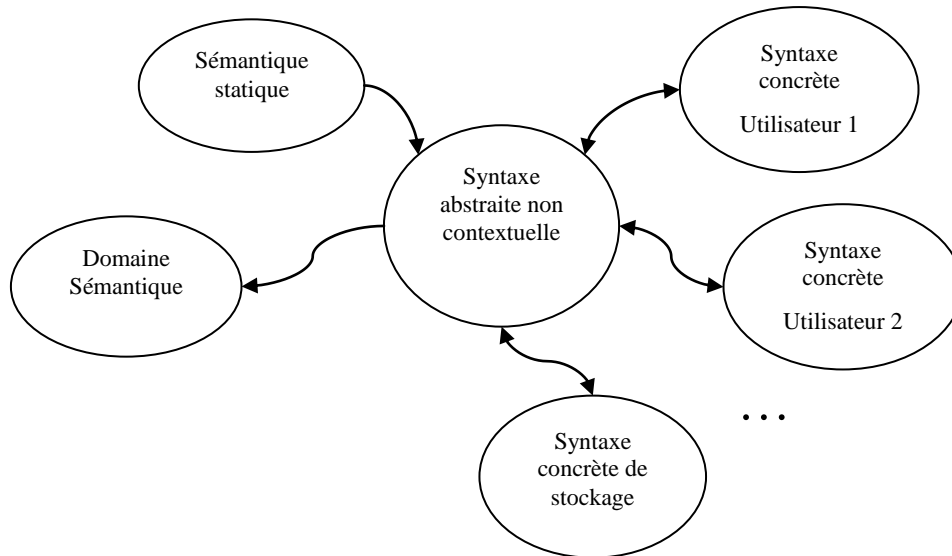 Sémantique
statique
Syntaxe
concrète
Utilisateur 1
Syntaxe
abstraite non
contextuelle
Domaine
Sémantique
Syntaxe
concrète
Utilisateur 2
Syntaxe
concrète de
stockage
...